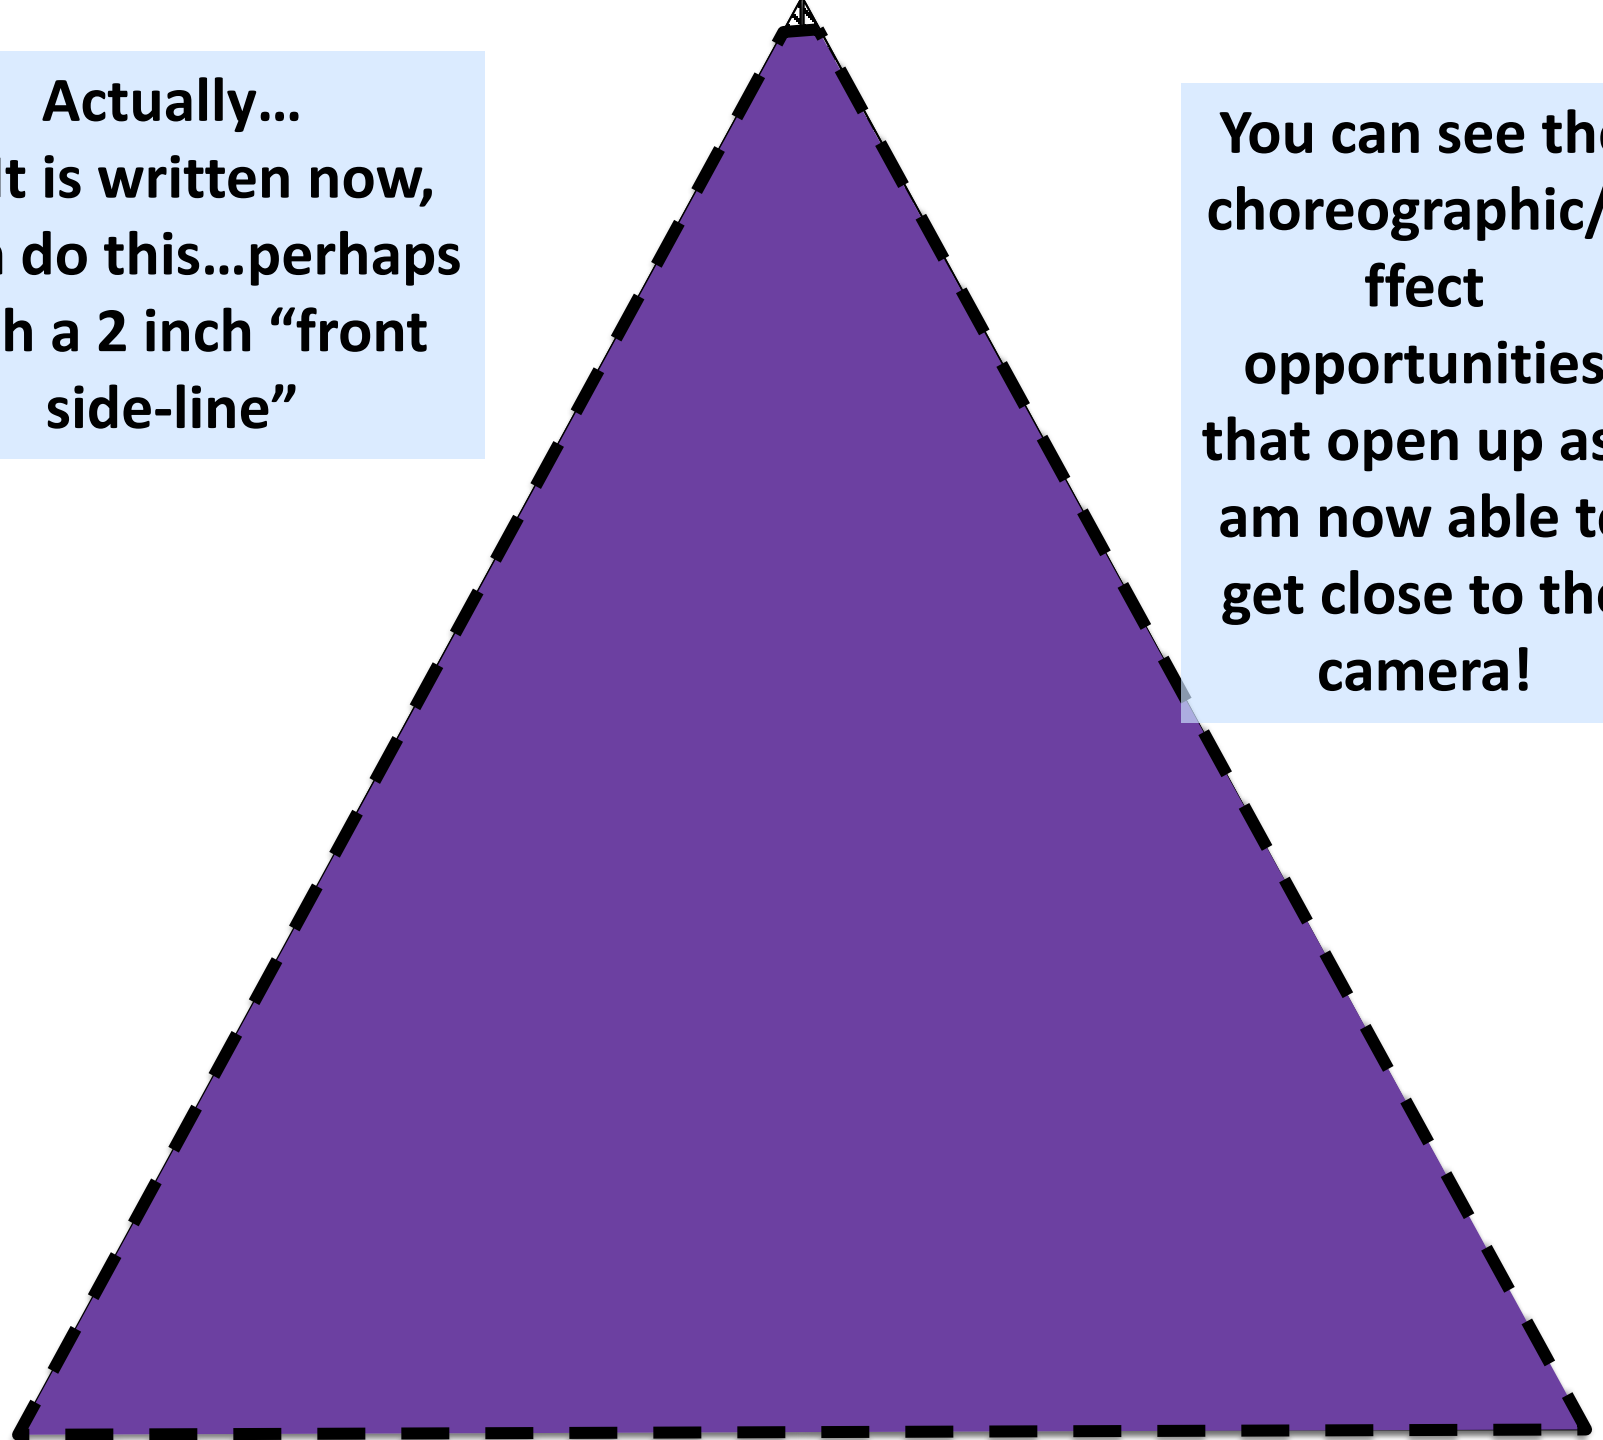 Actually…
It is written now,
do this…perhaps
h a 2 inch “front
side-line”
You can see the
choreographic/
ffect
opportunities
that open up as
am now able to
get close to the
camera!